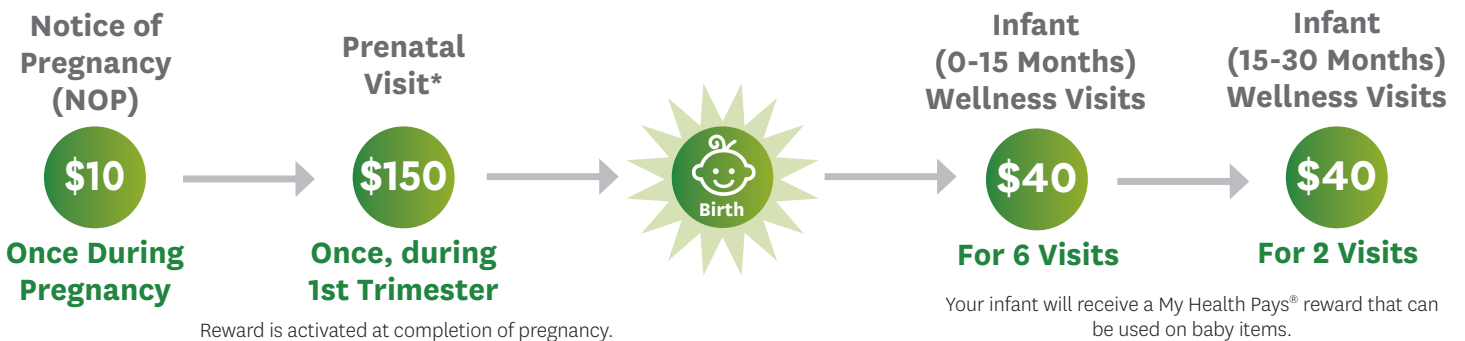 Notice of
Pregnancy
(NOP)
$10
Once During
Pregnancy
Prenatal
Visit*
$150
Once, during
1st Trimester
Reward is activated at completion of pregnancy.
Birth
Infant
(0-15 Months)
Wellness Visits
$40
For 6 Visits
Infant
(15-30 Months)
Wellness Visits
$40
For 2 Visits
Your infant will receive a My Health Pays® reward that can
be used on baby items.